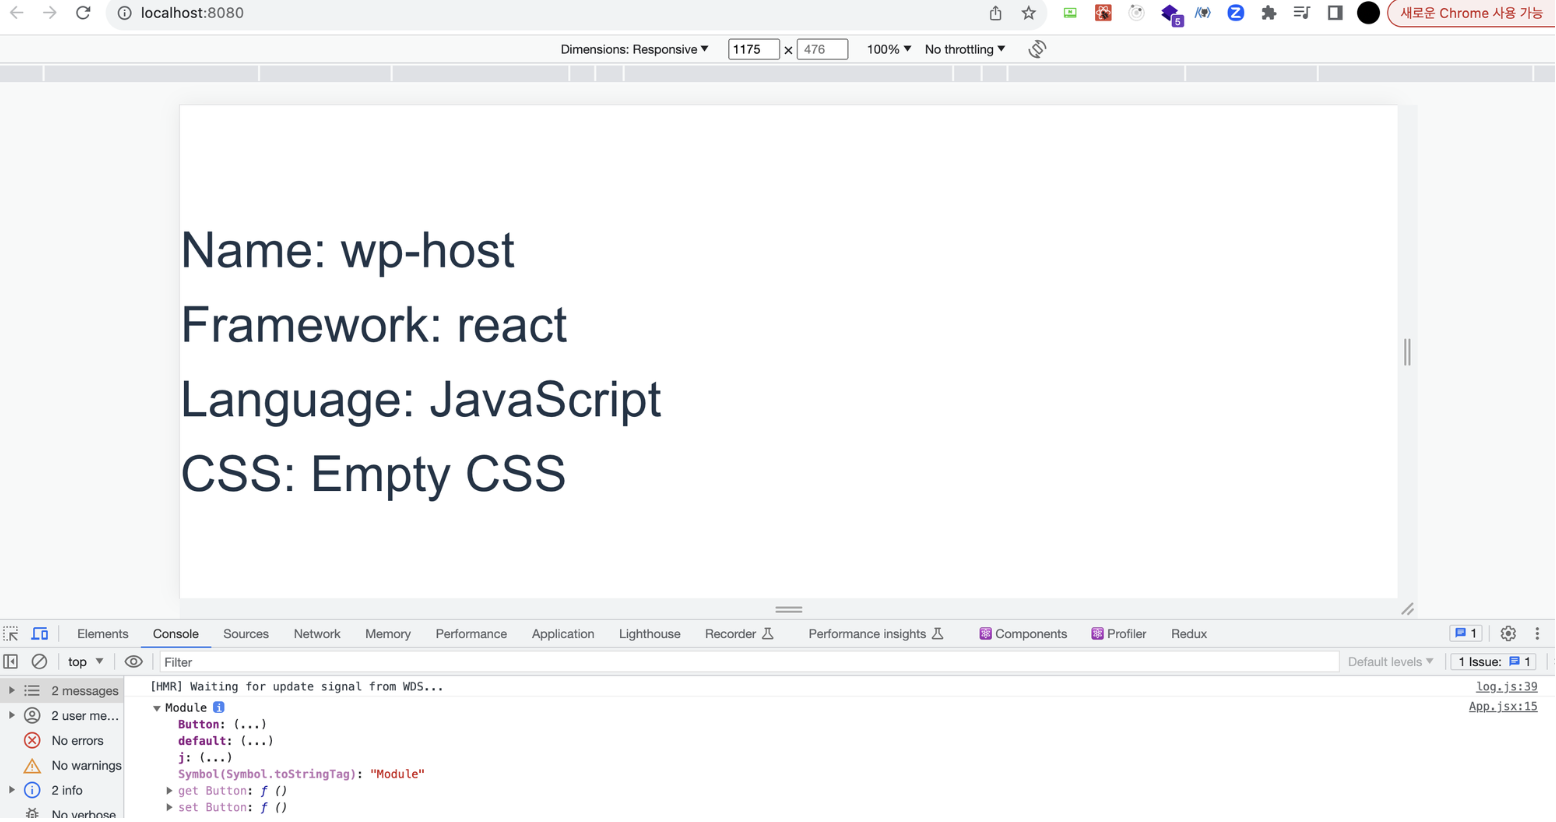 localhost:8080
새로운 Chrome 사용 가능
5
Dimensions: Responsive ▼ 1175 × 476 100% ▼ No throttling ▼
Name: wp-host
Framework: react
Language: JavaScript
CSS: Empty CSS
Elements Console Sources Network Memory Performance Application Lighthouse Recorder Performance insights Components Profiler Redux 1
top ▼ Filter Default levels ▼ 1 Issue: 1
2 messages
2 user me...
No errors
No warnings
2 info
No verbose
[HMR] Waiting for update signal from WDS... log.js:39
▼ Module i App.jsx:15
Button: (...)
default: (...)
j: (...)
Symbol(Symbol.toStringTag): "Module"
▶ get Button: ƒ ()
▶ set Button: ƒ ()